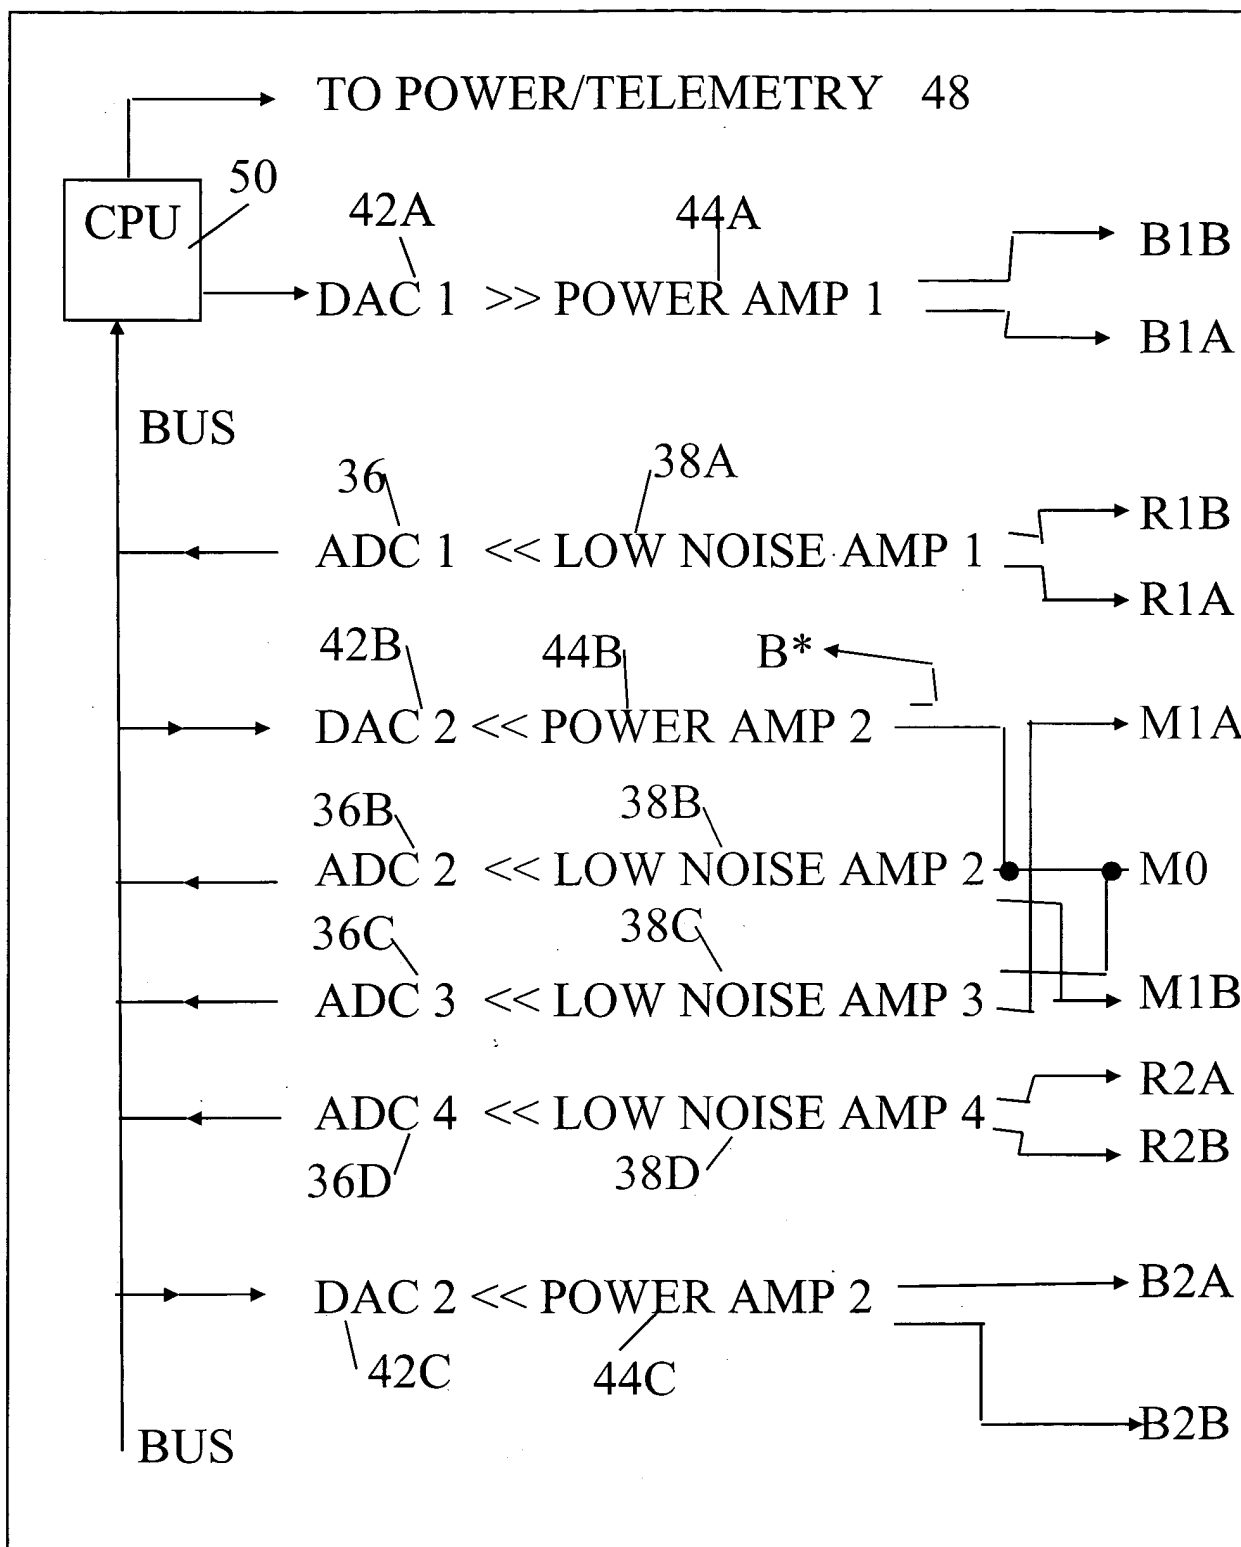 TO POWER/TELEMETRY 48
50
CPU
42A 44A
B1B
DAC 1 >> POWER AMP 1
B1A
BUS
36 38A
R1B
ADC 1 << LOW NOISE AMP 1
R1A
42B 44B B*
DAC 2 << POWER AMP 2 M1A
36B 38B
ADC 2 << LOW NOISE AMP 2 M0
36C 38C
ADC 3 << LOW NOISE AMP 3 M1B
R2A
ADC 4 << LOW NOISE AMP 4
R2B
36D 38D
B2A
DAC 2 << POWER AMP 2
42C 44C
B2B
BUS